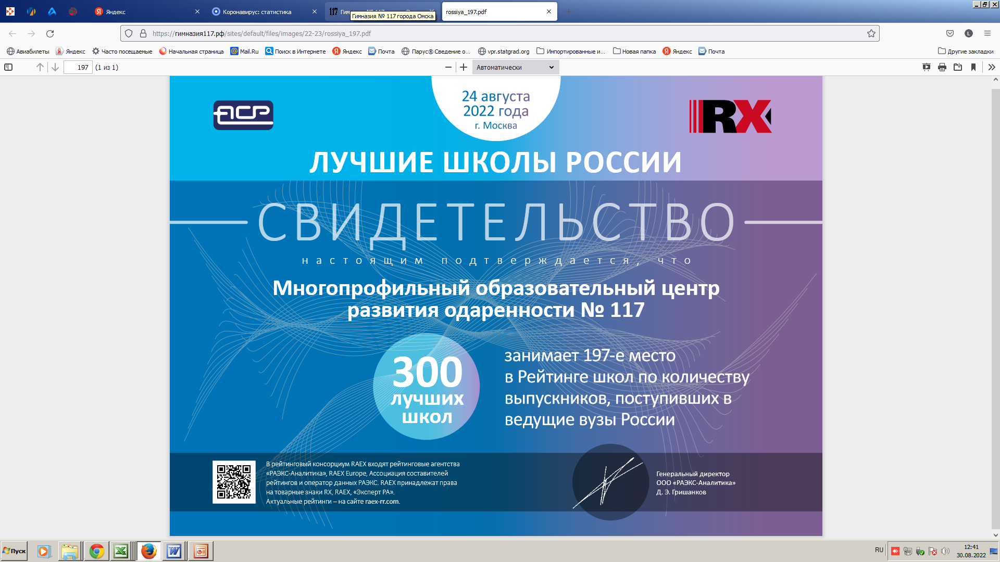 Яндекс
Коронавирус: статистика
rossiya_197.pdf
Гимназия № 117 города Омска
https://гимназия117.рф/sites/default/files/images/22-23/rossiya_197.pdf
Авиабилеты
Яндекс
Часто посещаемые
Начальная страница
Mail.Ru
Поиск в Интернете
Яндекс
Почта
Парус® Сведение о...
vpr.statgrad.org
Импортированные и...
Новая папка
Яндекс
Почта
Другие закладки
197 (1 из 1)
Автоматически
24 августа
2022 года
г. Москва
АСР
RX
ЛУЧШИЕ ШКОЛЫ РОССИИ
СВИДЕТЕЛЬСТВО
настоящим подтверждается, что
Многопрофильный образовательный центр
развития одаренности № 117
300
лучших
школ
занимает 197-е место
в Рейтинге школ по количеству
выпускников, поступивших в
ведущие вузы России
В рейтинговый консорциум RAEX входят рейтинговые агентства
«РАЭКС-Аналитика», RAEX Europe, Ассоциация составителей
рейтингов и оператор данных РАЭКС. RAEX принадлежат права
на товарные знаки RX, RAEX, «Эксперт РА».
Актуальные рейтинги – на сайте raex-rr.com.
Генеральный директор
ООО «РАЭКС-Аналитика»
Д. Э. Гришанков
Пуск
RU
12:41
30.08.2022